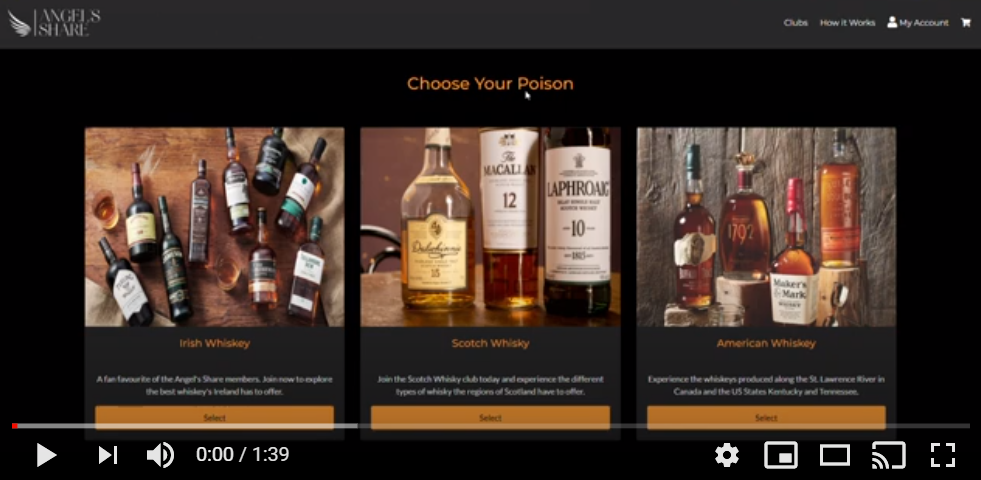 ANGEL'S
SHARE
Clubs How it Works My Account
Choose Your Poison
The
MACALLAN
12
LAPHROAIG
10
1815
Dalwhinnie
15
1792
Maker's
Mark
WHISKY
Irish Whiskey
Scotch Whisky
American Whiskey
A fan favourite of the Angel's Share members. Join now to explore
the best whiskey's Ireland has to offer.
Join the Scotch Whisky club today and experience the different
types of whisky the regions of Scotland have to offer.
Experience the whiskeys produced along the St. Lawrence River in
Canada and the US States Kentucky and Tennessee.
Select
Select
Select
0:00 / 1:39